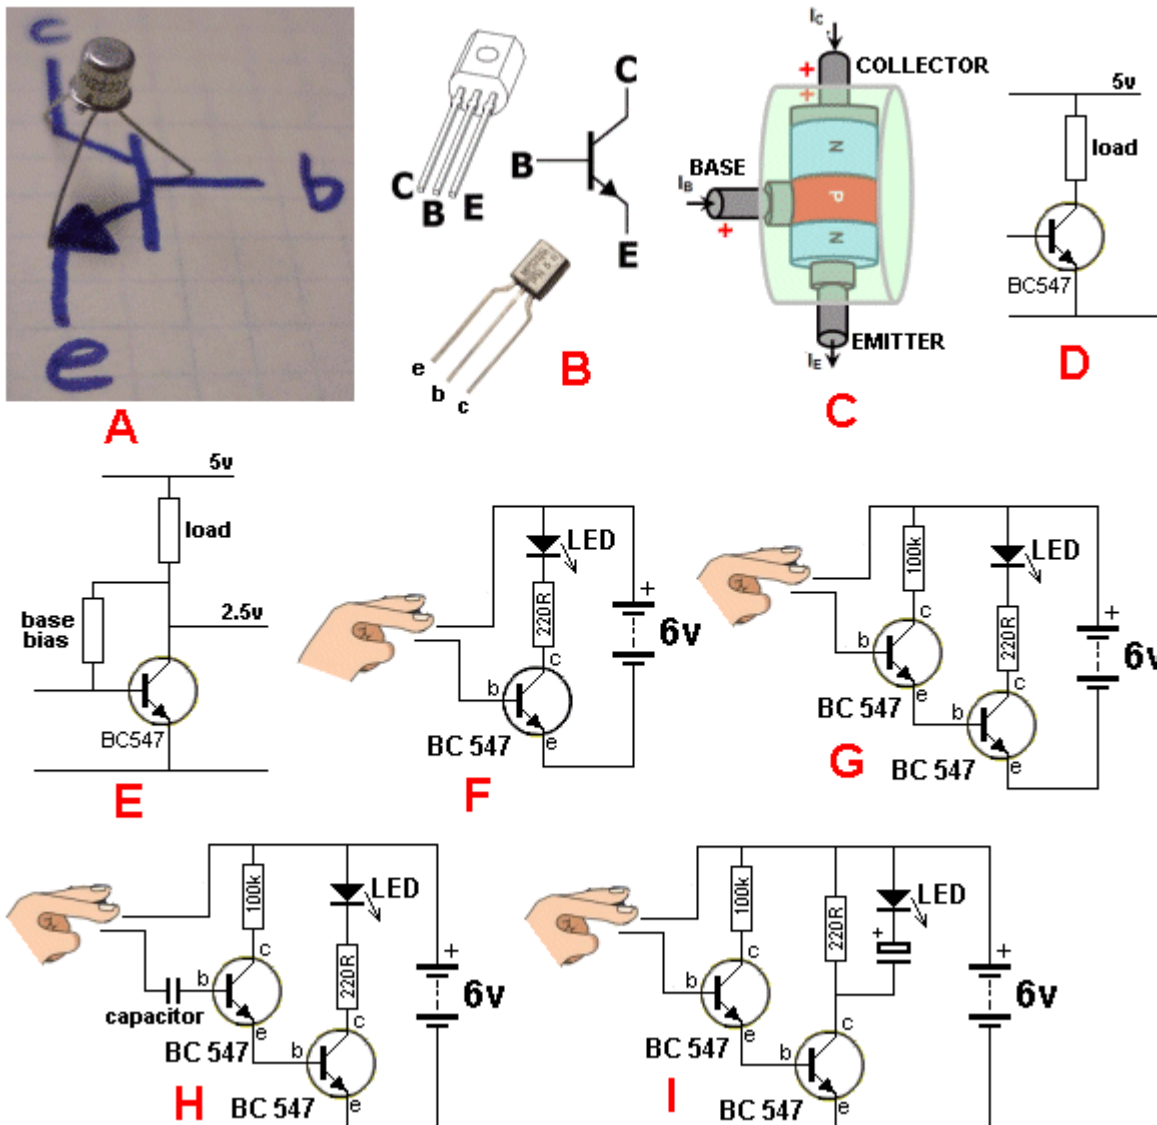 c
b
e
A
C
B
E
B
C
E
e
b
c
B
IC
+
+
COLLECTOR
BASE
IB
+
N
P
N
EMITTER
IE
C
5v
load
BC547
D
5v
load
base
bias
2.5v
BC547
E
LED
220R
+
6v
c
b
e
BC 547
F
100k
LED
220R
+
6v
c
b
e
BC 547
c
b
e
BC 547
G
100k
LED
220R
+
6v
c
b
e
capacitor
BC 547
c
b
e
BC 547
H
100k
220R
LED
+
+
6v
c
b
e
BC 547
c
b
e
BC 547
I